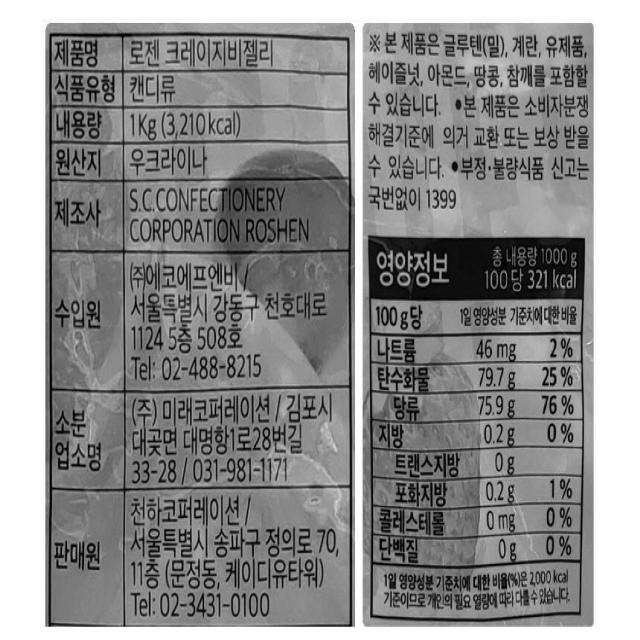 제품명 로젠 크레이지비젤리
식품유형 캔디류
내용량 1Kg (3,210 kcal)
원산지 우크라이나
제조사 S.C.CONFECTIONERY
CORPORATION ROSHEN
수입원 (주)에코에프엔비 /
서울특별시 강동구 천호대로
1124 5층 508호
Tel: 02-488-8215
소분
업소명 (주) 미래코퍼레이션 / 김포시
대곶면 대명항1로28번길
33-28 / 031-981-1171
판매원 천하코퍼레이션 /
서울특별시 송파구 정의로 70,
11층 (문정동, 케이디유타워)
Tel: 02-3431-0100
※ 본 제품은 글루텐(밀), 계란, 유제품,
헤이즐넛, 아몬드, 땅콩, 참깨를 포함할
수 있습니다. •본 제품은 소비자분쟁
해결기준에 의거 교환 또는 보상 받을
수 있습니다. •부정·불량식품 신고는
국번없이 1399
영양정보 총 내용량 1000 g
100 당 321 kcal
100 g당 1일 영양성분 기준치에 대한 비율
나트륨 46 mg 2 %
탄수화물 79.7 g 25 %
당류 75.9 g 76 %
지방 0.2 g 0 %
트랜스지방 0 g
포화지방 0.2 g 1 %
콜레스테롤 0 mg 0 %
단백질 0 g 0 %
1일 영양성분 기준치에 대한 비율(%)은 2,000 kcal
기준이므로 개인의 필요 열량에 따라 다를 수 있습니다.